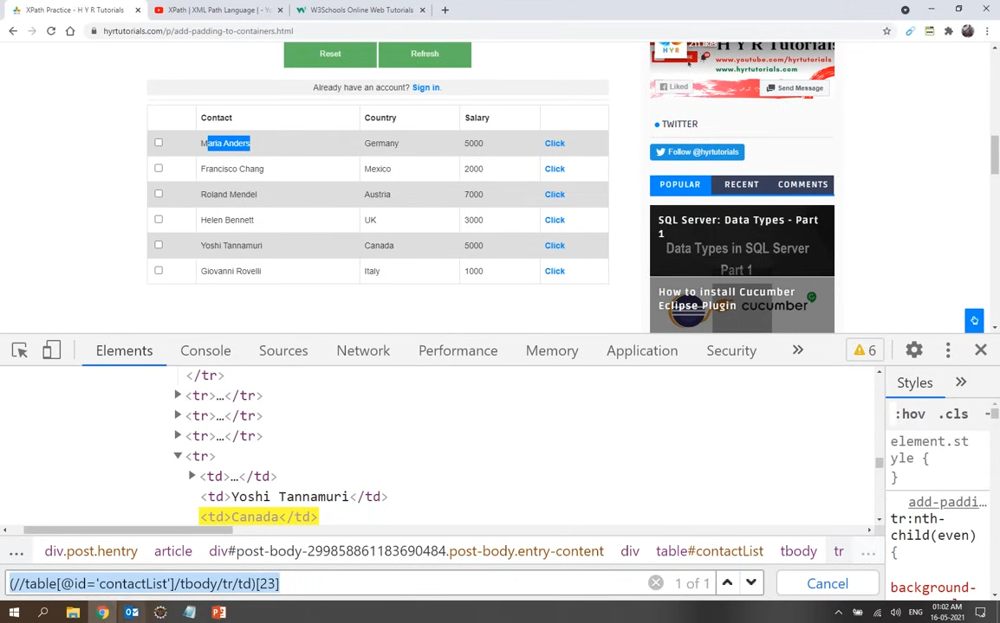 XPath Practice - H Y R Tutorials
XPath | XML Path Language | - Yo
W3Schools Online Web Tutorials
hyrtutorials.com/p/add-padding-to-containers.html
Reset Refresh
Already have an account? Sign in.
Contact Country Salary
Maria Anders Germany 5000 Click
Francisco Chang Mexico 2000 Click
Roland Mendel Austria 7000 Click
Helen Bennett UK 3000 Click
Yoshi Tannamuri Canada 5000 Click
Giovanni Rovelli Italy 1000 Click
H Y R Tutorials
HYR
www.youtube.com/hyrtutorials
www.hyrtutorials.com
Liked Send Message
TWITTER
Follow @hyrtutorials
POPULAR RECENT COMMENTS
SQL Server: Data Types - Part
1
Data Types in SQL Server
Part 1
How to install Cucumber
Eclipse Plugin
cucumber
Elements Console Sources Network Performance Memory Application Security » 6
</tr>
<tr>…</tr>
<tr>…</tr>
<tr>…</tr>
<tr>
<td>…</td>
<td>Yoshi Tannamuri</td>
<td>Canada</td>
Styles »
:hov .cls
element.st
yle {
}
add-paddi…
tr:nth-
child(even)
{
background-
… div.post.hentry article div#post-body-299858861183690484.post-body.entry-content div table#contactList tbody tr …
(//table[@id='contactList']/tbody/tr/td)[23] 1 of 1 Cancel
ENG 01:02 AM
16-05-2021